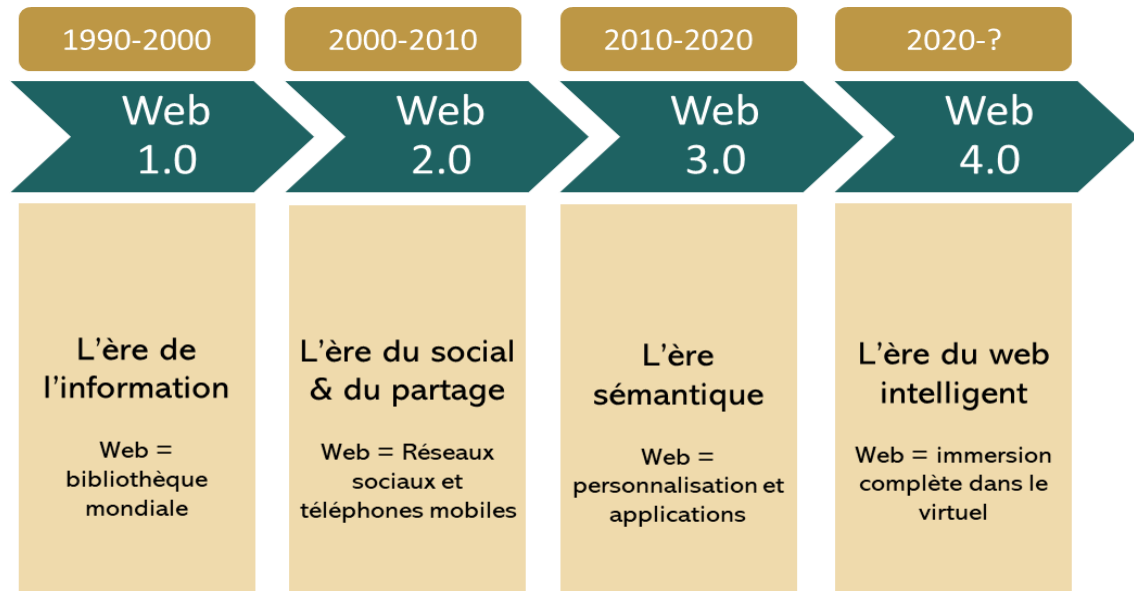 1990-2000
2000-2010
2010-2020
2020-?
Web
1.0
Web
2.0
Web
3.0
Web
4.0
L'ère de
l'information
Web =
bibliothèque
mondiale
L'ère du social
& du partage
Web = Réseaux
sociaux et
téléphones mobiles
L'ère
sémantique
Web =
personnalisation et
applications
L'ère du web
intelligent
Web = immersion
complète dans le
virtuel